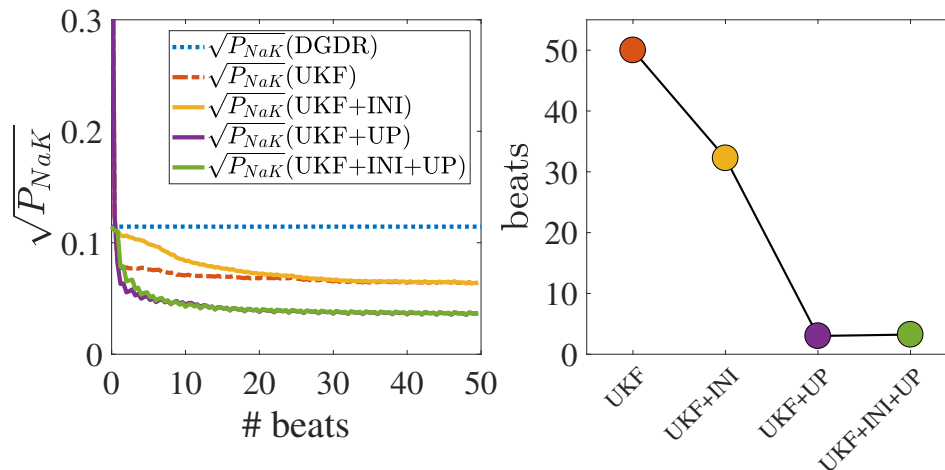 0.3
0.2
0.1
0
√P_NaK
√P_NaK(DGDR)
√P_NaK(UKF)
√P_NaK(UKF+INI)
√P_NaK(UKF+UP)
√P_NaK(UKF+INI+UP)
0 10 20 30 40 50
# beats
50
40
30
20
10
0
beats
UKF
UKF+INI
UKF+UP
UKF+INI+UP